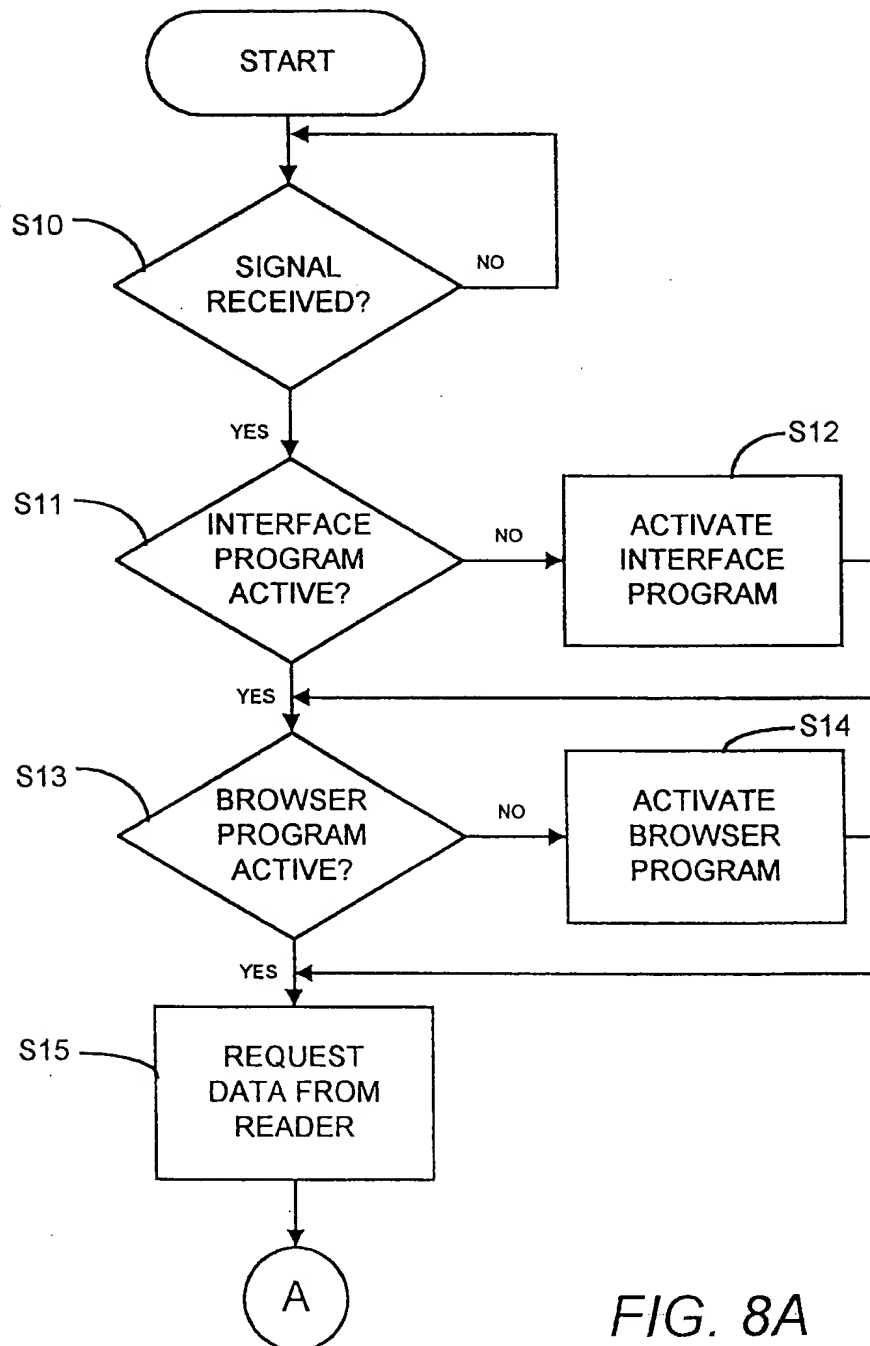 START
S10
SIGNAL
RECEIVED?
NO
YES
S11
INTERFACE
PROGRAM
ACTIVE?
NO
S12
ACTIVATE
INTERFACE
PROGRAM
YES
S13
BROWSER
PROGRAM
ACTIVE?
NO
S14
ACTIVATE
BROWSER
PROGRAM
YES
S15
REQUEST
DATA FROM
READER
A
FIG. 8A